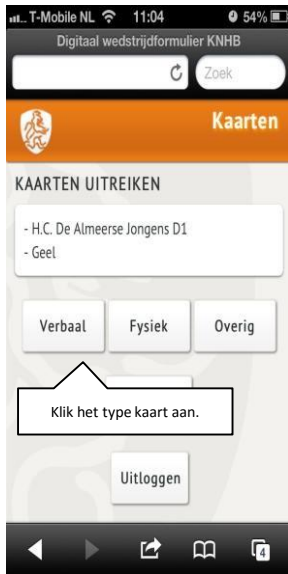 T-Mobile NL 11:04 54%
Digitaal wedstrijdformulier KNHB
Zoek
Kaarten
KAARTEN UITREIKEN
- H.C. De Almeerse Jongens D1
- Geel
Verbaal Fysiek Overig
Klik het type kaart aan.
Uitloggen
4